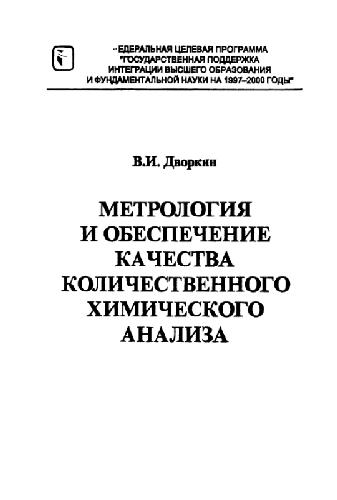 -ЕДЕРАЛЬНАЯ ЦЕЛЕВАЯ ПРОГРАММА
"ГОСУДАРСТВЕННАЯ ПОДДЕРЖКА
ИНТЕГРАЦИИ ВЫСШЕГО ОБРАЗОВАНИЯ
И ФУНДАМЕНТАЛЬНОЙ НАУКИ НА 1997–2000 ГОДЫ"
В.И. Дворкин
МЕТРОЛОГИЯ
И ОБЕСПЕЧЕНИЕ
КАЧЕСТВА
КОЛИЧЕСТВЕННОГО
ХИМИЧЕСКОГО
АНАЛИЗА